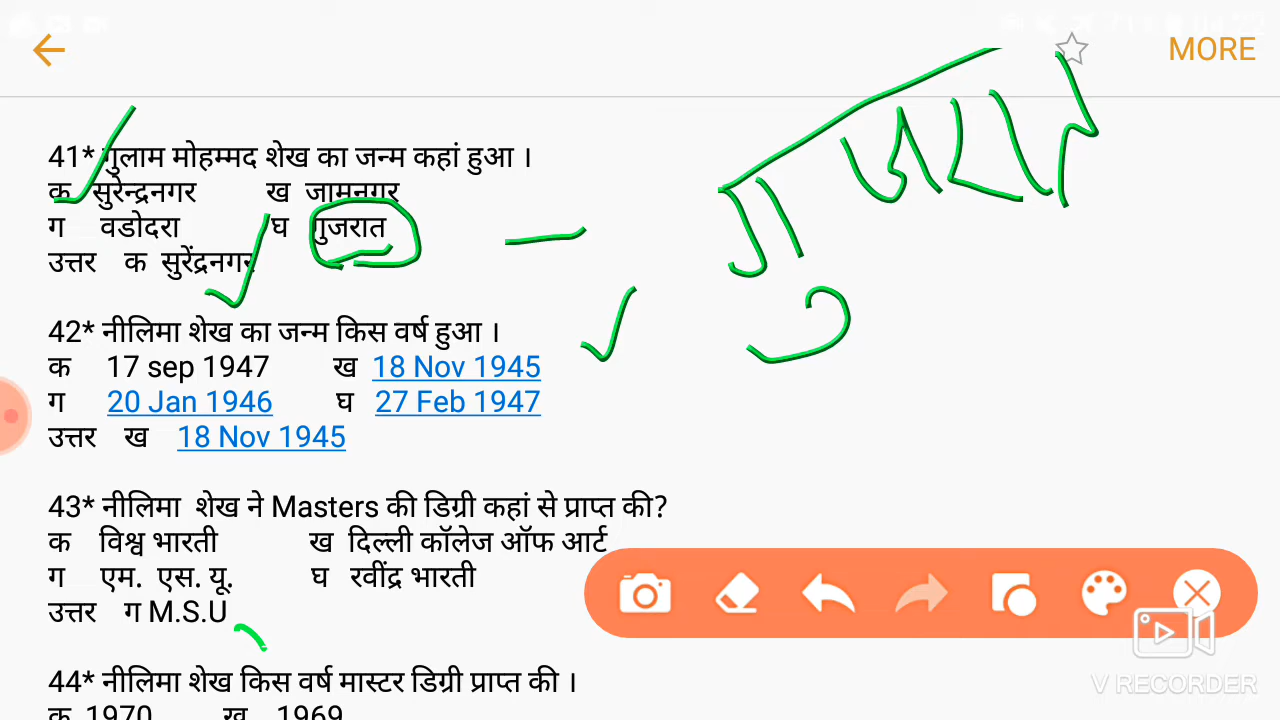 MORE
गुजरात
41* गुलाम मोहम्मद शेख का जन्म कहां हुआ ।
क सुरेन्द्रनगर ख जामनगर
ग वडोदरा घ गुजरात
उत्तर क सुरेंद्रनगर
42* नीलिमा शेख का जन्म किस वर्ष हुआ ।
क 17 sep 1947 ख 18 Nov 1945
ग 20 Jan 1946 घ 27 Feb 1947
उत्तर ख 18 Nov 1945
43* नीलिमा शेख ने Masters की डिग्री कहां से प्राप्त की?
क विश्व भारती ख दिल्ली कॉलेज ऑफ आर्ट
ग एम. एस. यू. घ रवींद्र भारती
उत्तर ग M.S.U
44* नीलिमा शेख किस वर्ष मास्टर डिग्री प्राप्त की ।
क 1970 ख 1969
V RECORDER